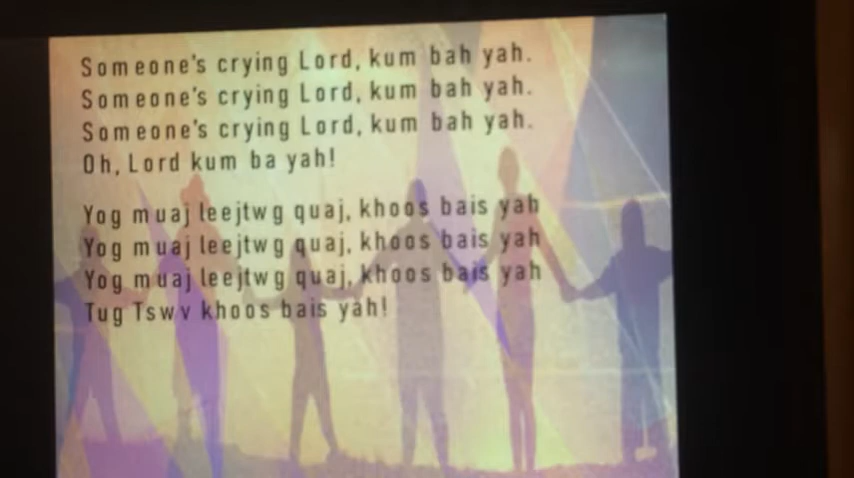 Someone's crying Lord, kum bah yah.
Someone's crying Lord, kum bah yah.
Someone's crying Lord, kum bah yah.
Oh, Lord kum ba yah!
Yog muaj leejtwg quaj, khoos bais yah
Yog muaj leejtwg quaj, khoos bais yah
Yog muaj leejtwg quaj, khoos bais yah
Tug Tswv khoos bais yah!